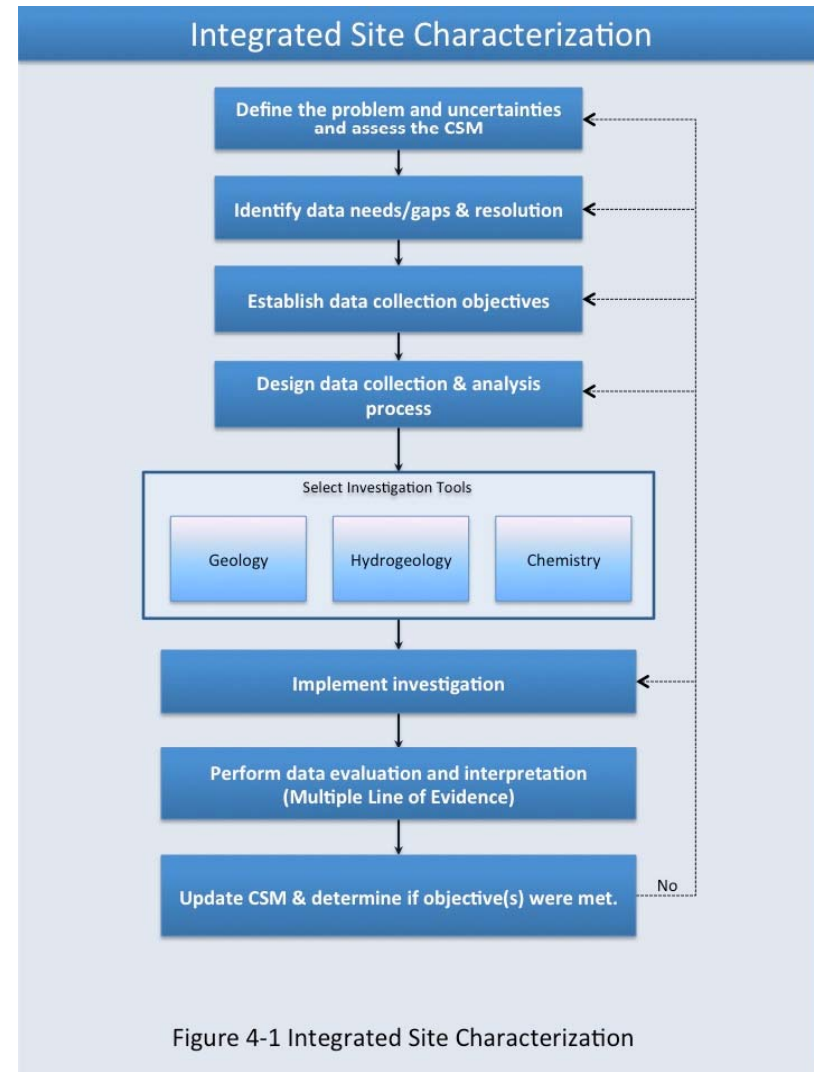 Integrated Site Characterization
Define the problem and uncertainties
and assess the CSM
Identify data needs/gaps & resolution
Establish data collection objectives
Design data collection & analysis
process
Select Investigation Tools
Geology
Hydrogeology
Chemistry
Implement investigation
Perform data evaluation and interpretation
(Multiple Line of Evidence)
Update CSM & determine if objective(s) were met.
No
Figure 4-1 Integrated Site Characterization